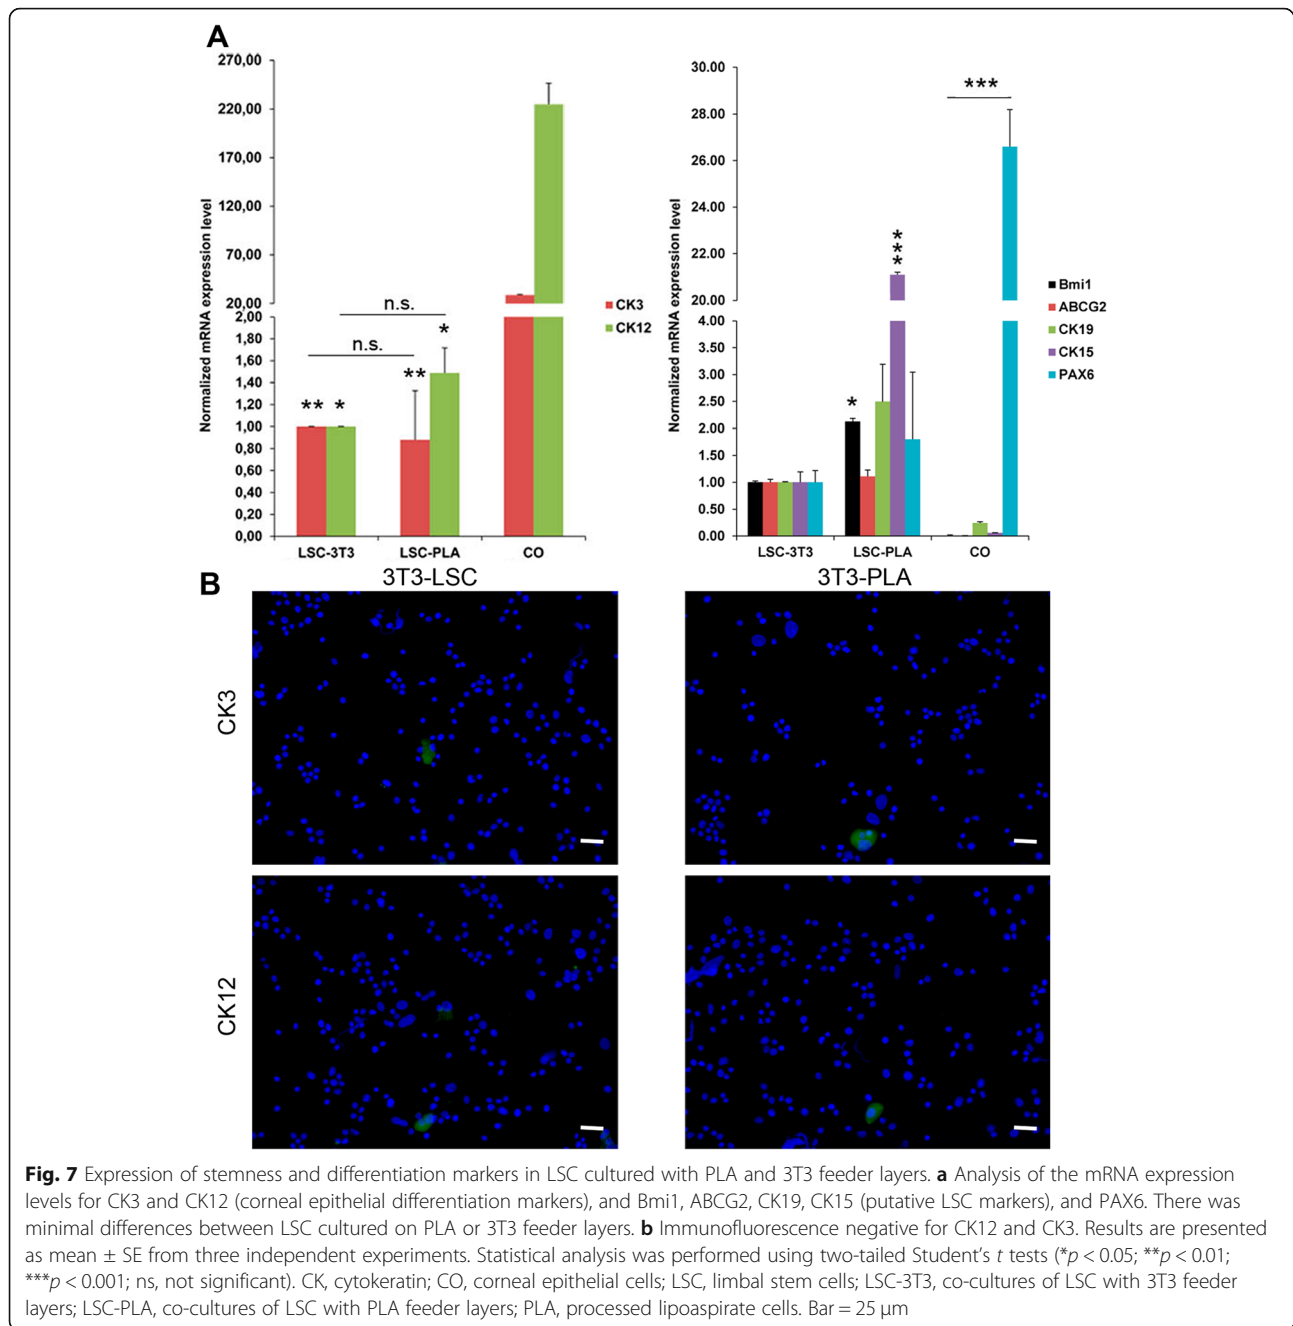 A
Normalized mRNA expression level
270,00
220,00
170,00
120,00
70,00
20,00
2,00
1,80
1,60
1,40
1,20
1,00
0,80
0,60
0,40
0,20
0,00
n.s.
n.s.
** * ** *
LSC-3T3 LSC-PLA CO
CK3
CK12
Normalized mRNA expression level
30.00
28.00
26.00
24.00
22.00
20.00
4.00
3.50
3.00
2.50
2.00
1.50
1.00
0.50
0.00
***
***
*
LSC-3T3 LSC-PLA CO
Bmi1
ABCG2
CK19
CK15
PAX6
B
3T3-LSC 3T3-PLA
CK3
CK12
Fig. 7 Expression of stemness and differentiation markers in LSC cultured with PLA and 3T3 feeder layers. a Analysis of the mRNA expression
levels for CK3 and CK12 (corneal epithelial differentiation markers), and Bmi1, ABCG2, CK19, CK15 (putative LSC markers), and PAX6. There was
minimal differences between LSC cultured on PLA or 3T3 feeder layers. b Immunofluorescence negative for CK12 and CK3. Results are presented
as mean ± SE from three independent experiments. Statistical analysis was performed using two-tailed Student's t tests (*p < 0.05; **p < 0.01;
***p < 0.001; ns, not significant). CK, cytokeratin; CO, corneal epithelial cells; LSC, limbal stem cells; LSC-3T3, co-cultures of LSC with 3T3 feeder
layers; LSC-PLA, co-cultures of LSC with PLA feeder layers; PLA, processed lipoaspirate cells. Bar = 25 μm